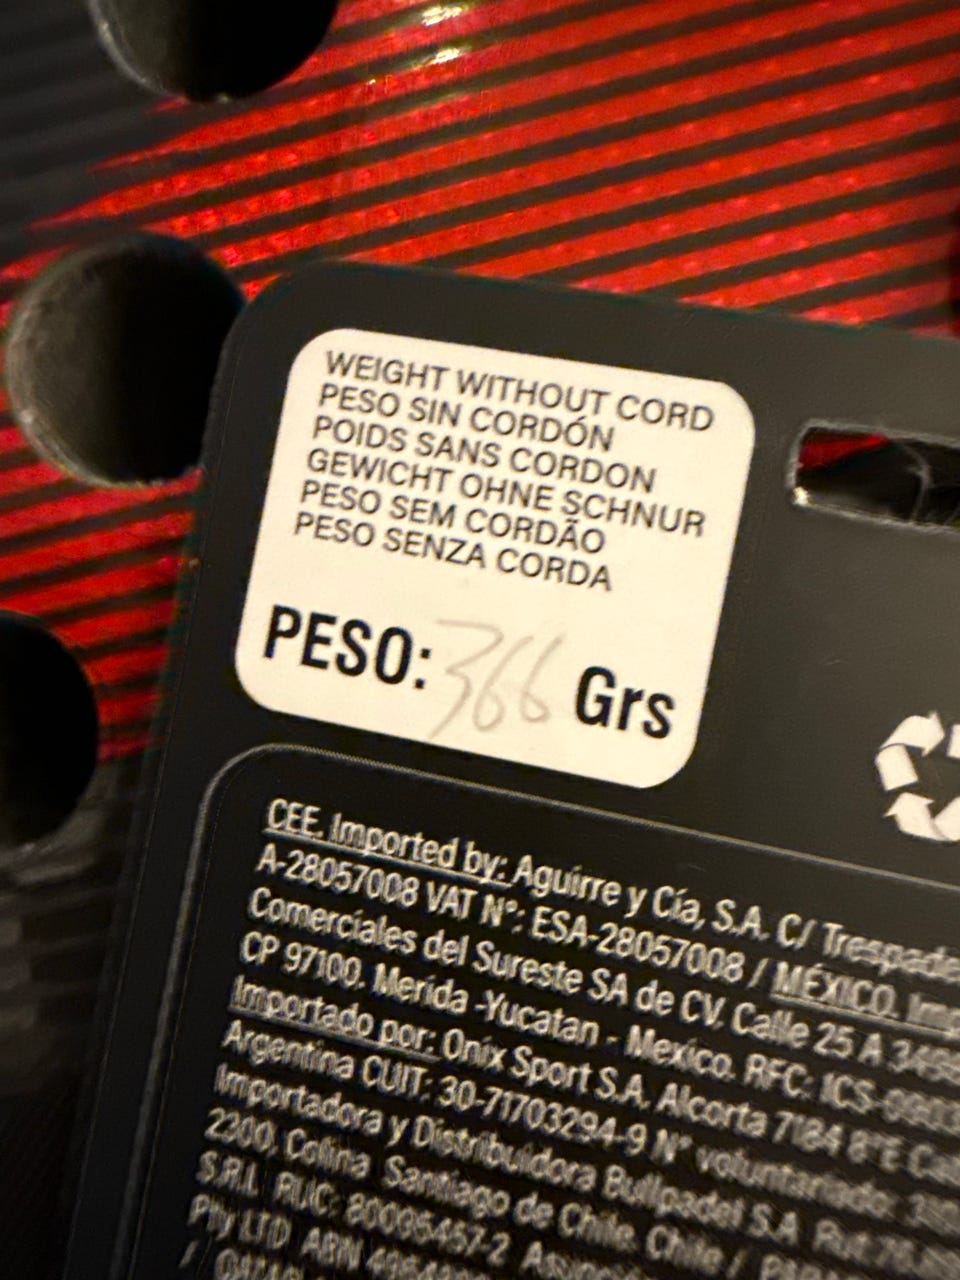 WEIGHT WITHOUT CORD
PESO SIN CORDÓN
POIDS SANS CORDON
GEWICHT OHNE SCHNUR
PESO SEM CORDÃO
PESO SENZA CORDA
PESO: 366 Grs
CEE. Imported by: Aguirre y Cía, S.A. C/
A-28057008 VAT Nº: ESA-28057008 / MÉXICO.
Comerciales del Sureste SA de CV. Calle 25 A
CP 97100. Merida -Yucatan - Mexico. RFC:
Importado por: Onix Sport S.A. Alcorta 7184 8ºE
Argentina CUIT: 30-71703294-9 Nº voluntariado:
Importadora y Distribuidora Bullpadel S.A. Rut:
2300, Colina Santiago de Chile. Chile /
S.R.L. RUC:
Pty LTD ABN